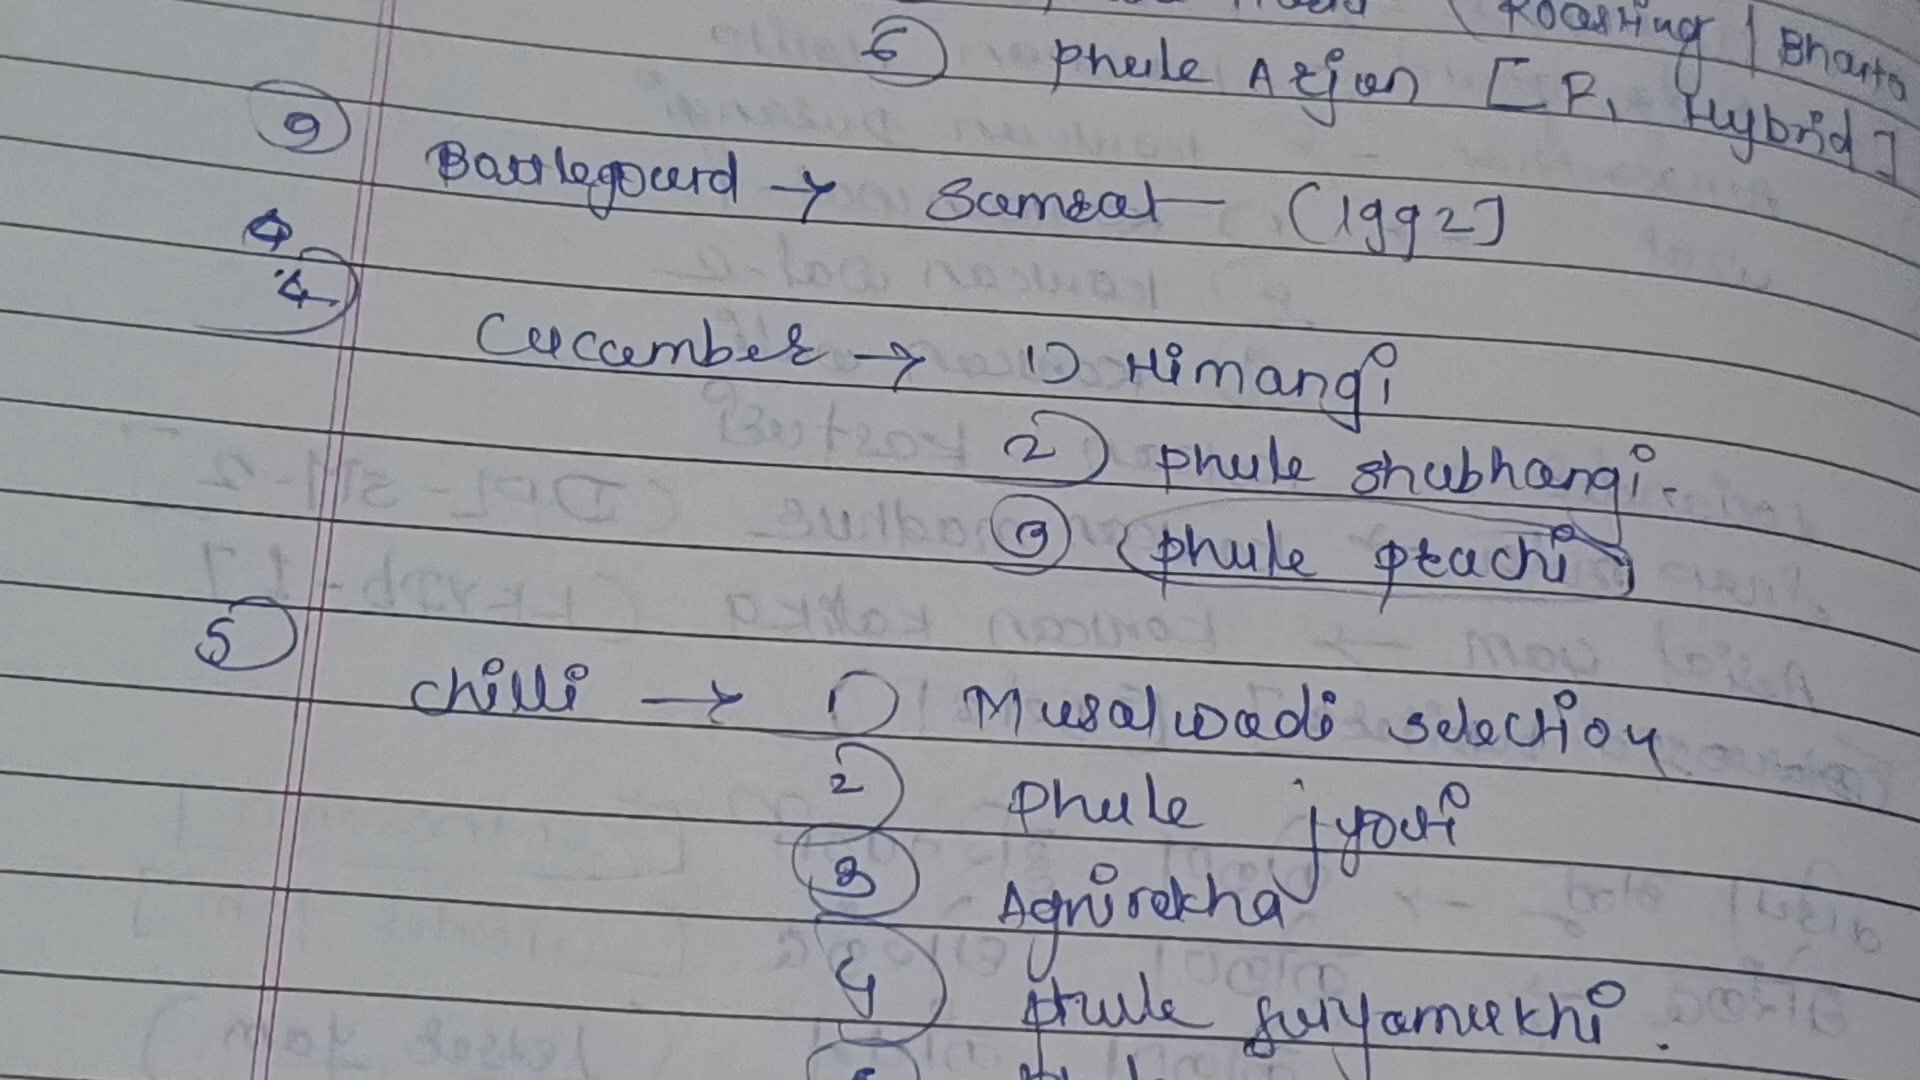 (Roasting | Bharta
6) Phule Arjun [F1 Hybrid]
3) Bottlegourd → Samrat (1992]
4) Cucumber → 1) Himangi
2) Phule shubhangi.
3) (Phule prachi)
5) chilli → 1) Musalwadi selection
2) Phule jyoti
3) Agnirekha
4) Phule suryamukhi.